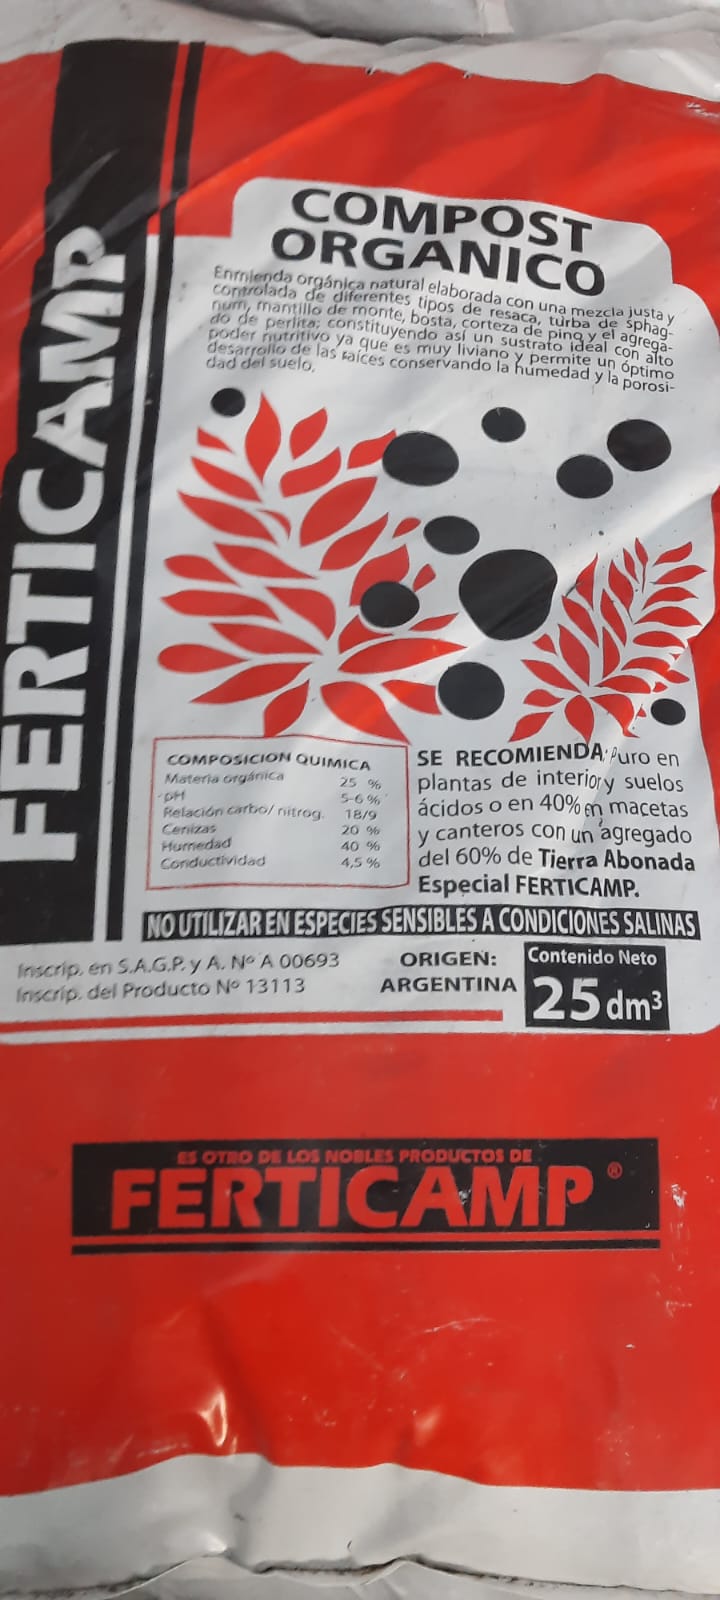 FERTICAMP
COMPOST
ORGANICO
Enmienda orgánica natural elaborada con una mezcla justa y
controlada de diferentes tipos de resaca, turba de sphag-
num, mantillo de monte, bosta, corteza de pino y el agrega-
do de perlita; constituyendo así un sustrato ideal con alto
poder nutritivo ya que es muy liviano y permite un óptimo
desarrollo de las raíces conservando la humedad y la porosi-
dad del suelo.
COMPOSICION QUIMICA
Materia orgánica 25 %
pH 5-6 %
Relación carbo/ nitrog. 18/9
Cenizas 20 %
Humedad 40 %
Conductividad 4,5 %
SE RECOMIENDA: Puro en
plantas de interior y suelos
ácidos o en 40% en macetas
y canteros con un agregado
del 60% de Tierra Abonada
Especial FERTICAMP.
NO UTILIZAR EN ESPECIES SENSIBLES A CONDICIONES SALINAS
Inscrip. en S.A.G.P. y A. Nº A 00693
Inscrip. del Producto Nº 13113
ORIGEN:
ARGENTINA
Contenido Neto
25 dm³
ES OTRO DE LOS NOBLES PRODUCTOS DE
FERTICAMP ®